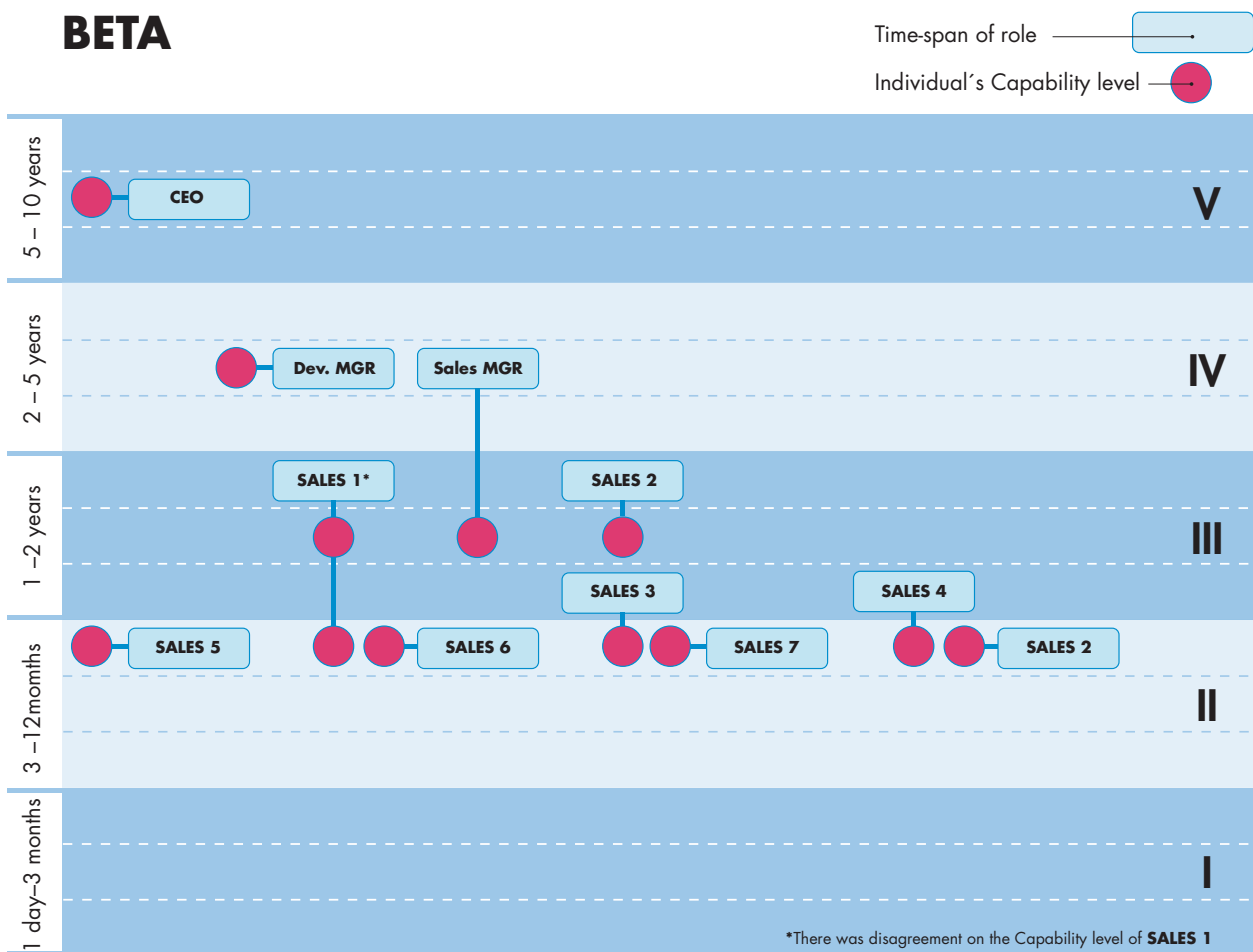 BETA
Time-span of role
Individual´s Capability level
5 – 10 years
CEO
V
2 – 5 years
Dev. MGR
Sales MGR
IV
1 –2 years
SALES 1*
SALES 2
III
SALES 3
SALES 4
3 –12momths
SALES 5
SALES 6
SALES 7
SALES 2
II
1 day–3 months
I
*There was disagreement on the Capability level of SALES 1